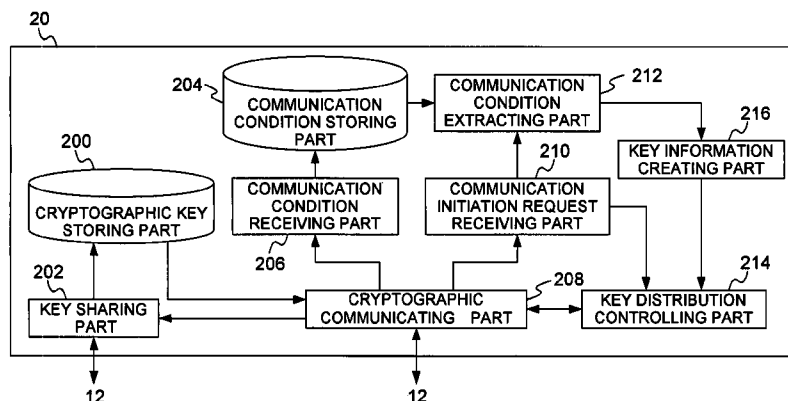 20
204
COMMUNICATION
CONDITION STORING
PART
COMMUNICATION
CONDITION
EXTRACTING PART
212
216
KEY INFORMATION
CREATING PART
200
CRYPTOGRAPHIC KEY
STORING PART
COMMUNICATION
CONDITION
RECEIVING PART
206
210
COMMUNICATION
INITIATION REQUEST
RECEIVING PART
202
KEY SHARING
PART
CRYPTOGRAPHIC
COMMUNICATING PART
208
214
KEY DISTRIBUTION
CONTROLLING PART
12
12